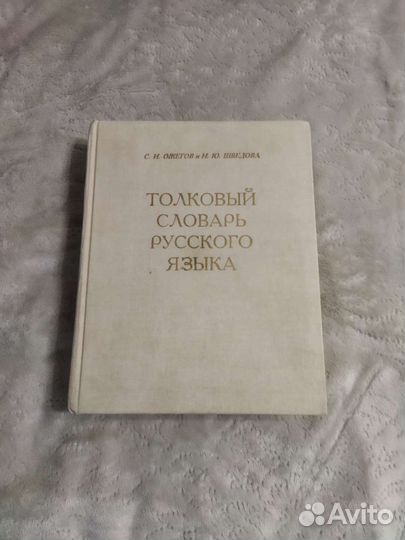 С. И. ОЖЕГОВ и Н. Ю. ШВЕДОВА
ТОЛКОВЫЙ
СЛОВАРЬ
РУССКОГО
ЯЗЫКА
Avito